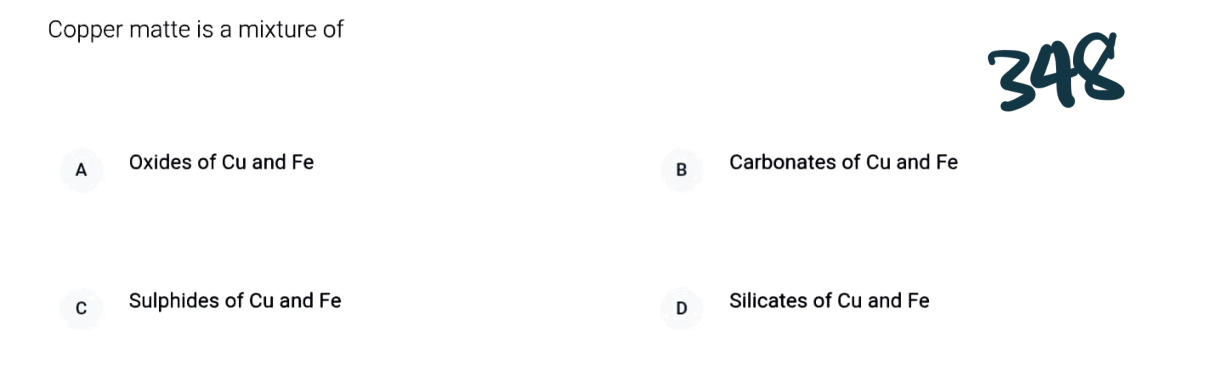 Copper matte is a mixture of
348
A Oxides of Cu and Fe
B Carbonates of Cu and Fe
C Sulphides of Cu and Fe
D Silicates of Cu and Fe